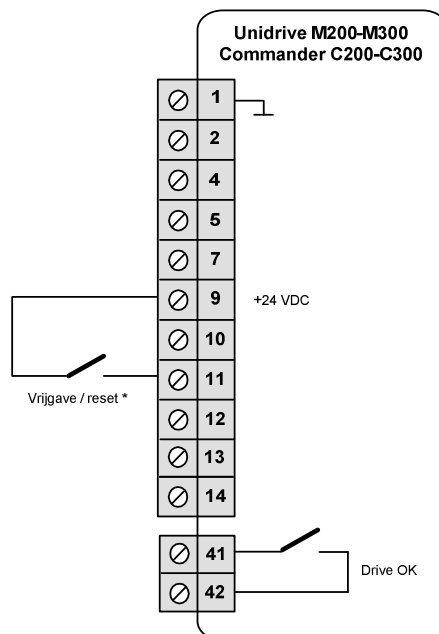 Unidrive M200-M300
Commander C200-C300
1
2
4
5
7
9 +24 VDC
10
11
Vrijgave / reset *
12
13
14
41
Drive OK
42